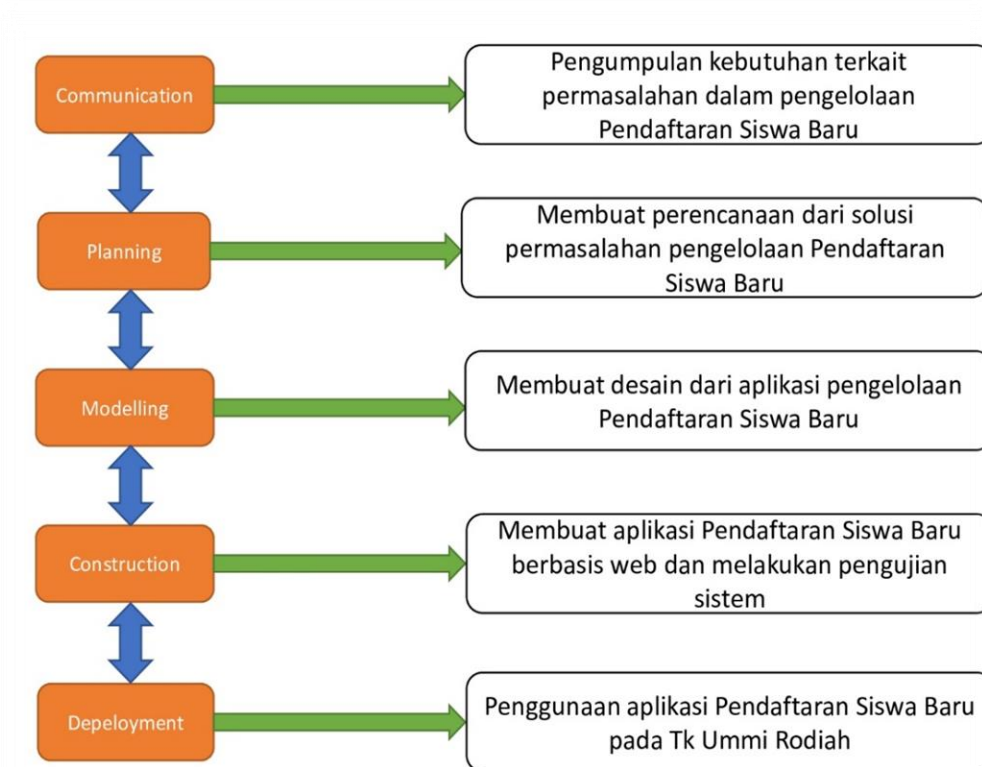 Communication
Pengumpulan kebutuhan terkait
permasalahan dalam pengelolaan
Pendaftaran Siswa Baru
Planning
Membuat perencanaan dari solusi
permasalahan pengelolaan Pendaftaran
Siswa Baru
Modelling
Membuat desain dari aplikasi pengelolaan
Pendaftaran Siswa Baru
Construction
Membuat aplikasi Pendaftaran Siswa Baru
berbasis web dan melakukan pengujian
sistem
Depeloyment
Penggunaan aplikasi Pendaftaran Siswa Baru
pada Tk Ummi Rodiah